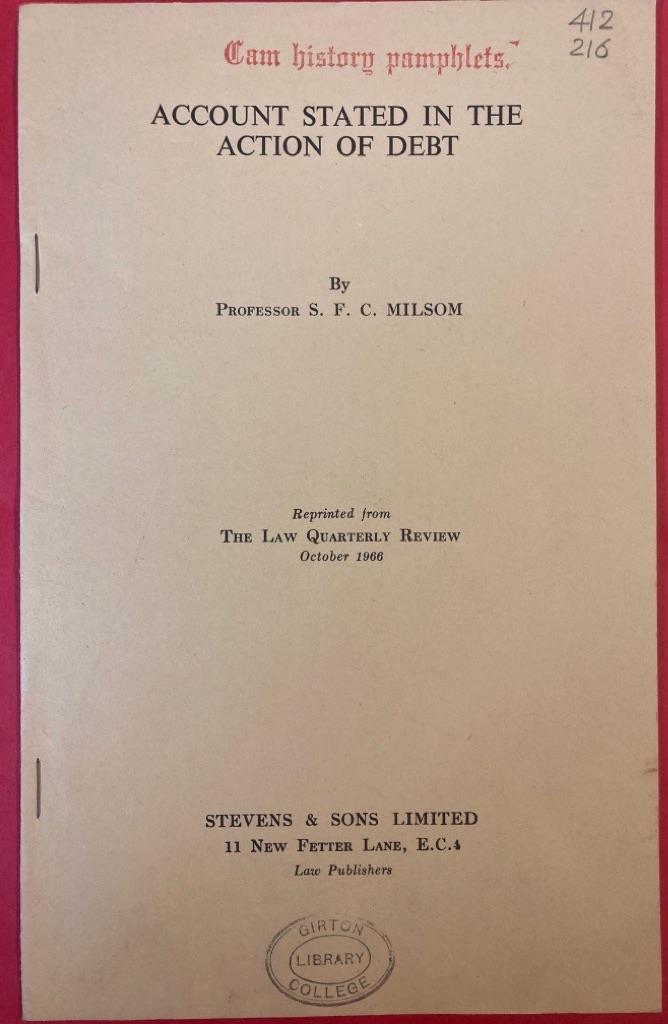 412
216
Cam history pamphlets.
ACCOUNT STATED IN THE
ACTION OF DEBT
By
PROFESSOR S. F. C. MILSOM
Reprinted from
THE LAW QUARTERLY REVIEW
October 1966
STEVENS & SONS LIMITED
11 NEW FETTER LANE, E.C.4
Law Publishers
GIRTON
LIBRARY
COLLEGE